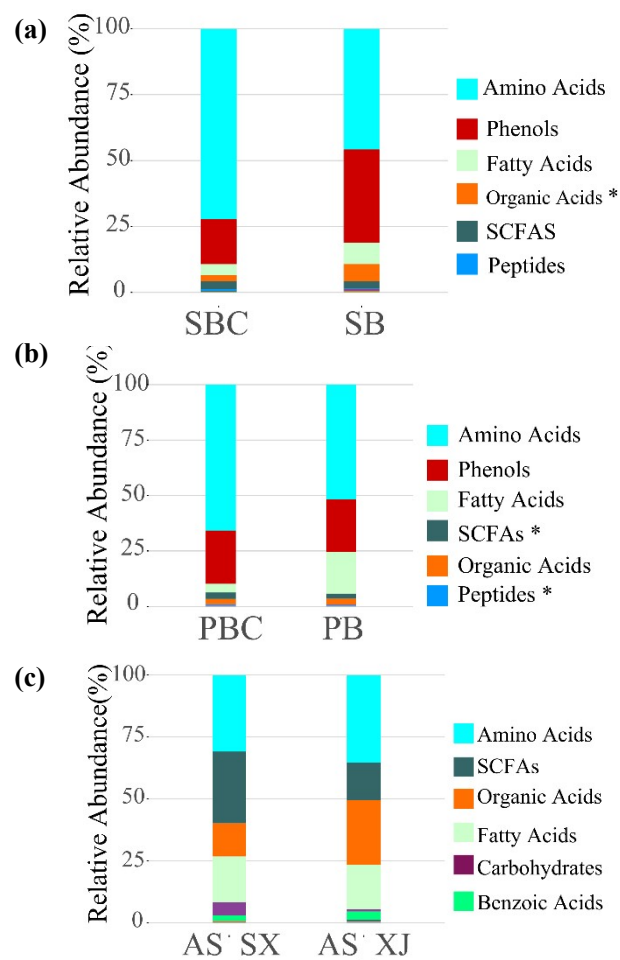 (a)
Relative Abundance (%)
100
75
50
25
0
SBC SB
Amino Acids
Phenols
Fatty Acids
Organic Acids *
SCFAS
Peptides
(b)
Relative Abundance (%)
100
75
50
25
0
PBC PB
Amino Acids
Phenols
Fatty Acids
SCFAs *
Organic Acids
Peptides *
(c)
Relative Abundance(%)
100
75
50
25
0
AS SX AS XJ
Amino Acids
SCFAs
Organic Acids
Fatty Acids
Carbohydrates
Benzoic Acids